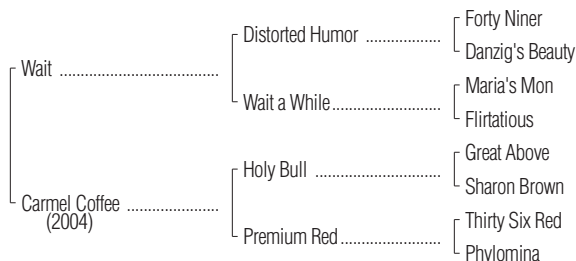 Forty Niner
Distorted Humor ..................
Danzig's Beauty
Wait ......................................
Maria's Mon
Wait a While..........................
Flirtatious
Great Above
Holy Bull ..............................
Sharon Brown
Carmel Coffee ......................
(2004)
Thirty Six Red
Premium Red........................
Phylomina